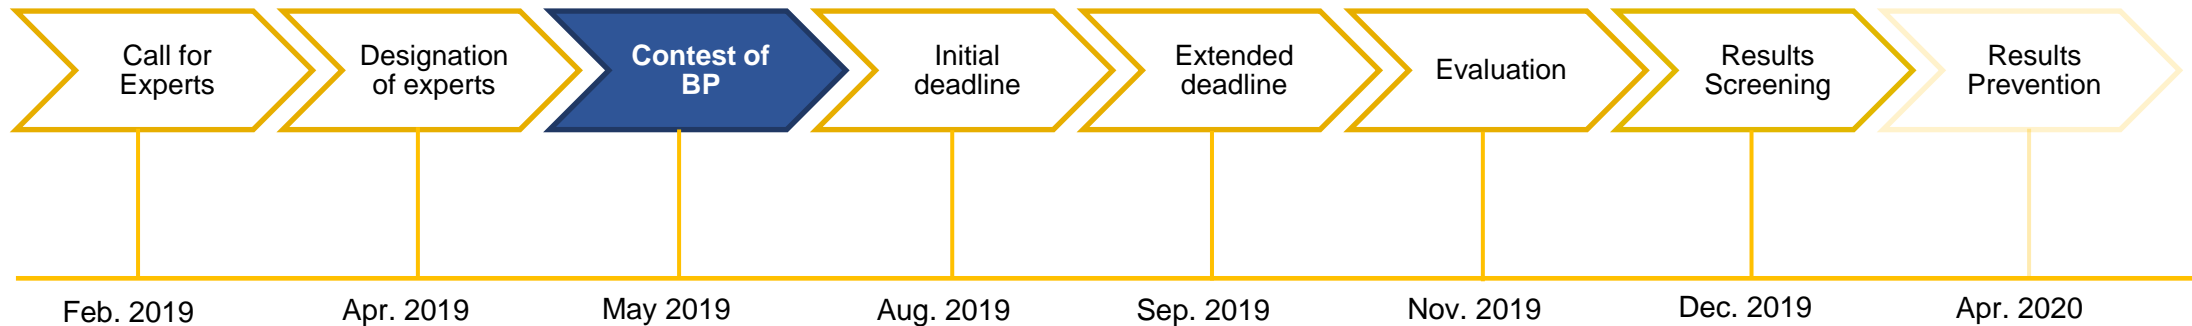 Call for
Experts
Designation
of experts
Contest of
BP
Initial
deadline
Extended
deadline
Evaluation
Results
Screening
Results
Prevention
Feb. 2019
Apr. 2019
May 2019
Aug. 2019
Sep. 2019
Nov. 2019
Dec. 2019
Apr. 2020